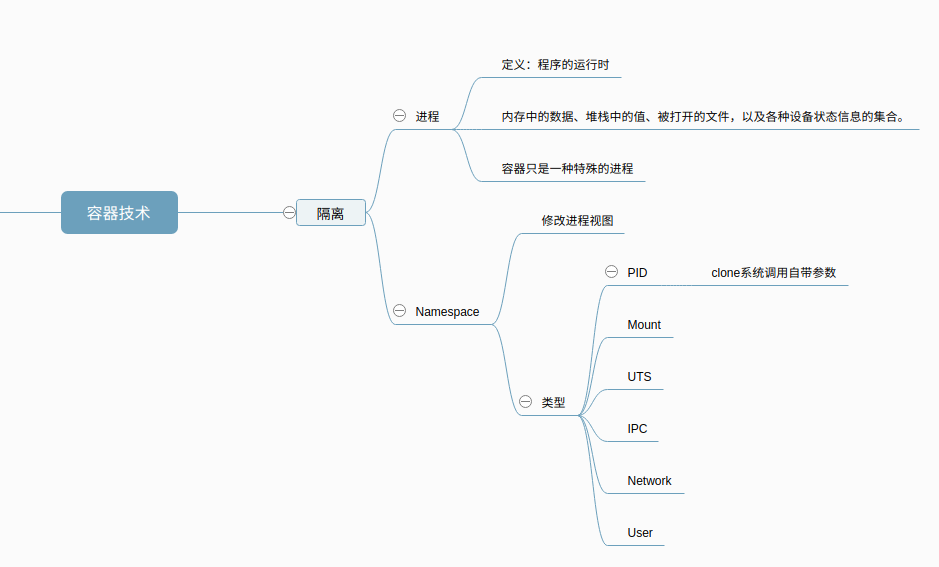 容器技术
隔离
进程
定义：程序的运行时
内存中的数据、堆栈中的值、被打开的文件，以及各种设备状态信息的集合。
容器只是一种特殊的进程
Namespace
修改进程视图
类型
PID
clone系统调用自带参数
Mount
UTS
IPC
Network
User